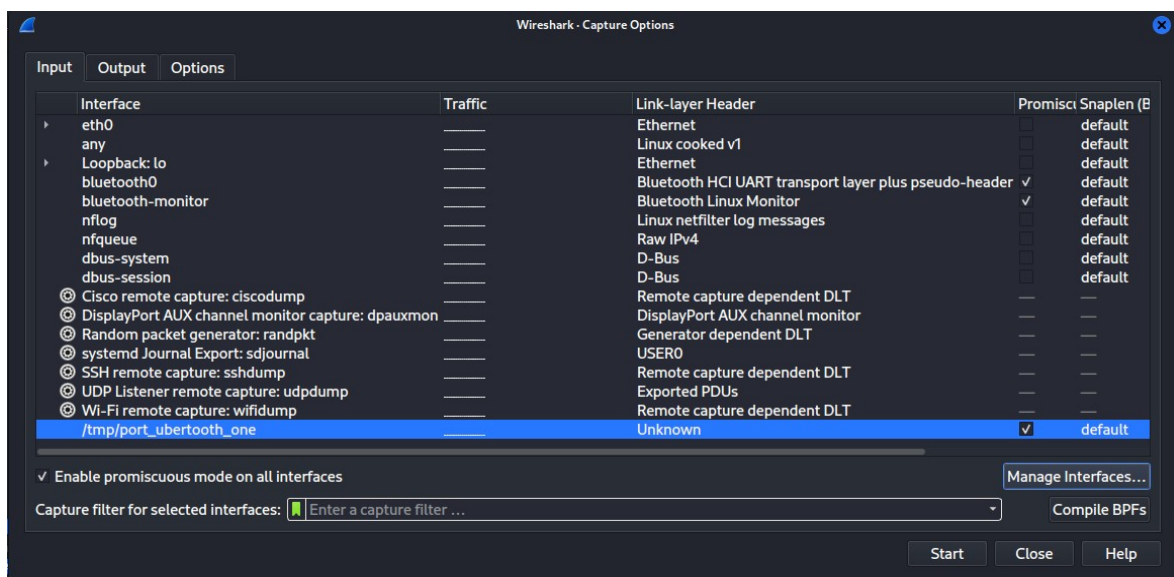 Wireshark · Capture Options
Input Output Options
Interface Traffic Link-layer Header Promisc Snaplen (B
eth0 Ethernet default
any Linux cooked v1 default
Loopback: lo Ethernet default
bluetooth0 Bluetooth HCI UART transport layer plus pseudo-header default
bluetooth-monitor Bluetooth Linux Monitor default
nflog Linux netfilter log messages default
nfqueue Raw IPv4 default
dbus-system D-Bus default
dbus-session D-Bus default
Cisco remote capture: ciscodump Remote capture dependent DLT — —
DisplayPort AUX channel monitor capture: dpauxmon DisplayPort AUX channel monitor — —
Random packet generator: randpkt Generator dependent DLT — —
systemd Journal Export: sdjournal USER0 — —
SSH remote capture: sshdump Remote capture dependent DLT — —
UDP Listener remote capture: udpdump Exported PDUs — —
Wi-Fi remote capture: wifidump Remote capture dependent DLT — —
/tmp/port_ubertooth_one Unknown default
Enable promiscuous mode on all interfaces Manage Interfaces...
Capture filter for selected interfaces: Enter a capture filter … Compile BPFs
Start Close Help